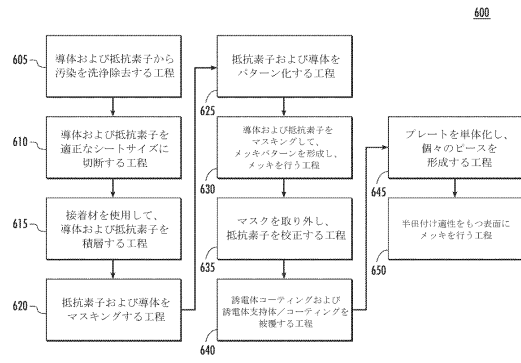 600
605
導体および抵抗素子から
汚染を洗浄除去する工程
610
導体および抵抗素子を
適正なシートサイズに
切断する工程
615
接着材を使用して、
導体および抵抗素子を
積層する工程
620
抵抗素子および導体を
マスキングする工程
抵抗素子および導体を
パターン化する工程
625
導体および抵抗素子を
マスキングして、
メッキパターンを形成し、
メッキを行う工程
630
マスクを取り外し、
抵抗素子を校正する工程
635
誘電体コーティングおよび
誘電体支持体/コーティングを
被覆する工程
640
プレートを単体化し、
個々のピースを
形成する工程
645
半田付け適性をもつ表面に
メッキを行う工程
650